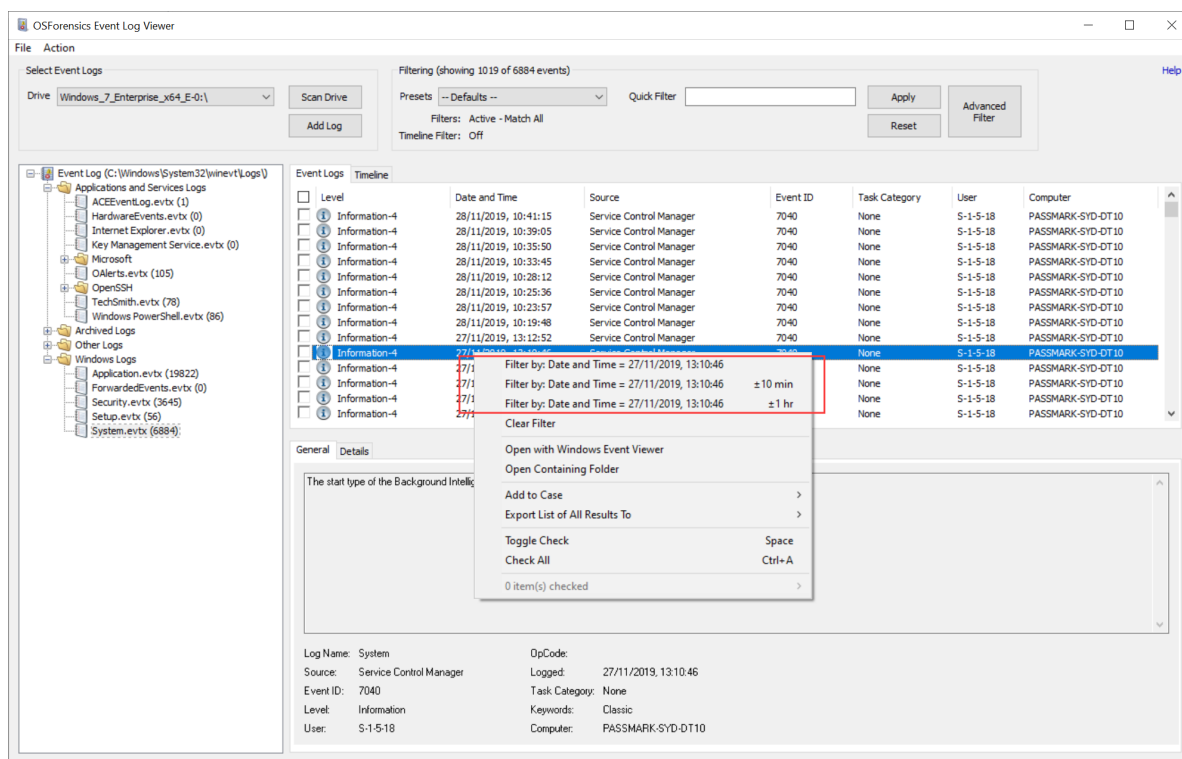 OSForensics Event Log Viewer
File Action
Select Event Logs
Drive Windows_7_Enterprise_x64_E-0:\ Scan Drive
Add Log
Filtering (showing 1019 of 6884 events)
Presets -- Defaults -- Quick Filter Apply
Filters: Active - Match All Reset
Timeline Filter: Off
Advanced Filter
Help
Event Log (C:\Windows\System32\winevt\Logs\)
Applications and Services Logs
ACEEventLog.evtx (1)
HardwareEvents.evtx (0)
Internet Explorer.evtx (0)
Key Management Service.evtx (0)
Microsoft
OAlerts.evtx (105)
OpenSSH
TechSmith.evtx (78)
Windows PowerShell.evtx (86)
Archived Logs
Other Logs
Windows Logs
Application.evtx (19822)
ForwardedEvents.evtx (0)
Security.evtx (3645)
Setup.evtx (56)
System.evtx (6884)
Event Logs Timeline
Level Date and Time Source Event ID Task Category User Computer
Information-4 28/11/2019, 10:41:15 Service Control Manager 7040 None S-1-5-18 PASSMARK-SYD-DT10
Information-4 28/11/2019, 10:39:05 Service Control Manager 7040 None S-1-5-18 PASSMARK-SYD-DT10
Information-4 28/11/2019, 10:35:50 Service Control Manager 7040 None S-1-5-18 PASSMARK-SYD-DT10
Information-4 28/11/2019, 10:33:45 Service Control Manager 7040 None S-1-5-18 PASSMARK-SYD-DT10
Information-4 28/11/2019, 10:28:12 Service Control Manager 7040 None S-1-5-18 PASSMARK-SYD-DT10
Information-4 28/11/2019, 10:25:36 Service Control Manager 7040 None S-1-5-18 PASSMARK-SYD-DT10
Information-4 28/11/2019, 10:23:57 Service Control Manager 7040 None S-1-5-18 PASSMARK-SYD-DT10
Information-4 28/11/2019, 10:19:48 Service Control Manager 7040 None S-1-5-18 PASSMARK-SYD-DT10
Information-4 27/11/2019, 13:12:52 Service Control Manager 7040 None S-1-5-18 PASSMARK-SYD-DT10
Information-4 27/11/2019, 13:10:46 Service Control Manager 7040 None S-1-5-18 PASSMARK-SYD-DT10
Information-4 27/1 None S-1-5-18 PASSMARK-SYD-DT10
Information-4 27/1 None S-1-5-18 PASSMARK-SYD-DT10
Information-4 27/1 None S-1-5-18 PASSMARK-SYD-DT10
Information-4 27/1 None S-1-5-18 PASSMARK-SYD-DT10
Filter by: Date and Time = 27/11/2019, 13:10:46
Filter by: Date and Time = 27/11/2019, 13:10:46 ±10 min
Filter by: Date and Time = 27/11/2019, 13:10:46 ±1 hr
Clear Filter
Open with Windows Event Viewer
Open Containing Folder
Add to Case
Export List of All Results To
Toggle Check Space
Check All Ctrl+A
0 item(s) checked
General Details
The start type of the Background Intellig
Log Name: System OpCode:
Source: Service Control Manager Logged: 27/11/2019, 13:10:46
Event ID: 7040 Task Category: None
Level: Information Keywords: Classic
User: S-1-5-18 Computer: PASSMARK-SYD-DT10